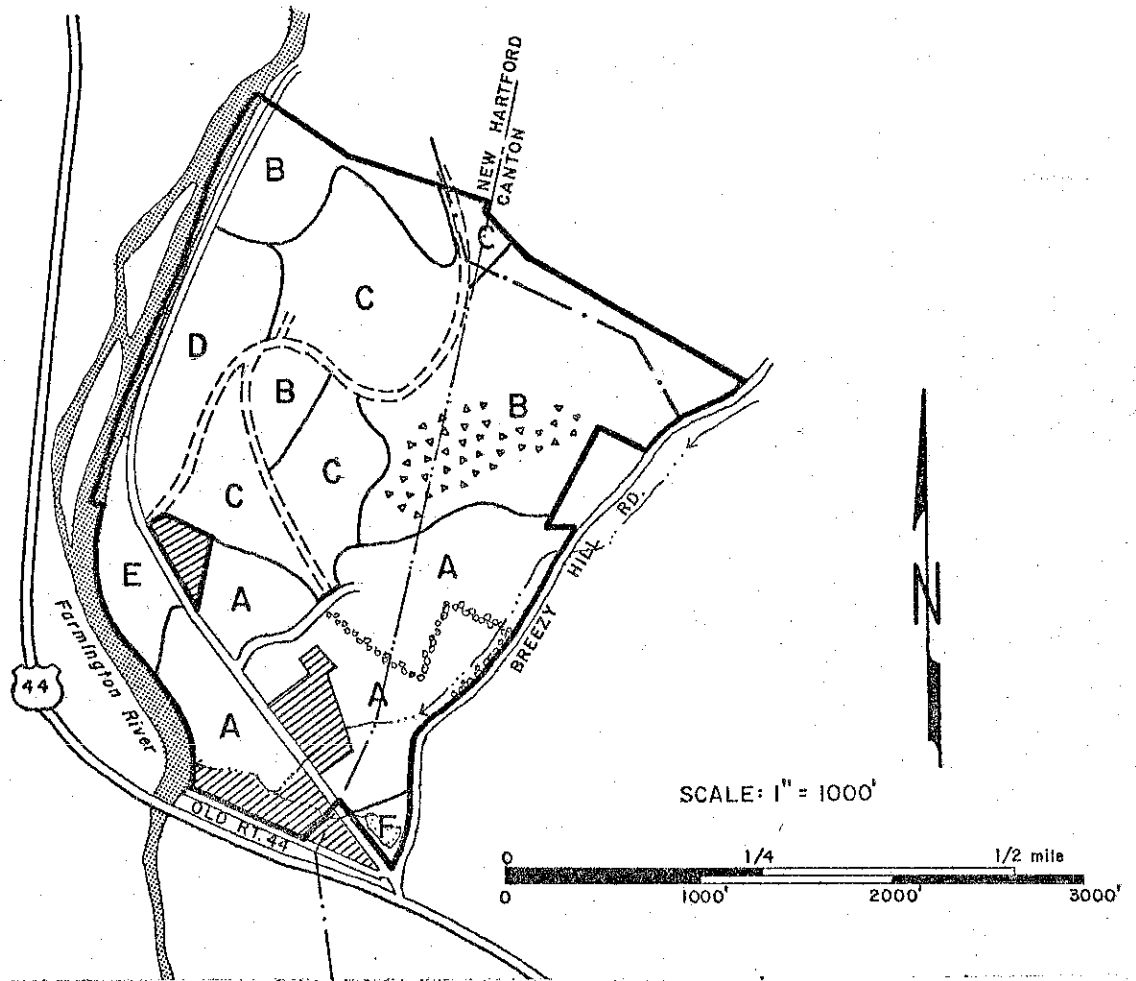 NEW HARTFORD
CANTON
B
C
C
D
B
B
C
C
A
E
A
A
A
F
BREEZY HILL RD.
Farmington River
44
OLD RT. 44
N
SCALE: 1" = 1000'
0 1/4 1/2 mile
0 1000' 2000' 3000'